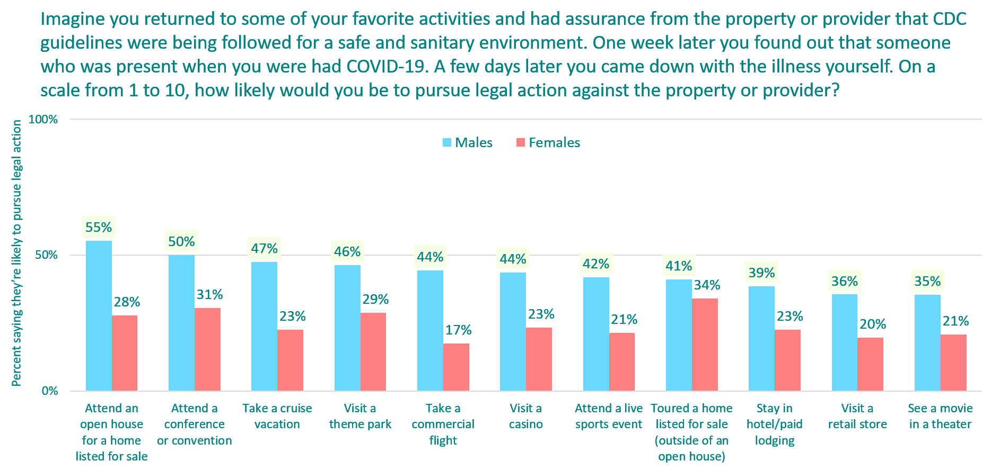 Imagine you returned to some of your favorite activities and had assurance from the property or provider that CDC
guidelines were being followed for a safe and sanitary environment. One week later you found out that someone
who was present when you were had COVID-19. A few days later you came down with the illness yourself. On a
scale from 1 to 10, how likely would you be to pursue legal action against the property or provider?
Percent saying they're likely to pursue legal action
100%
50%
0%
Males
Females
55%
28%
50%
31%
47%
23%
46%
29%
44%
17%
44%
23%
42%
21%
41%
34%
39%
23%
36%
20%
35%
21%
Attend an
open house
for a home
listed for sale
Attend a
conference
or convention
Take a cruise
vacation
Visit a
theme park
Take a
commercial
flight
Visit a
casino
Attend a live
sports event
Toured a home
listed for sale
(outside of an
open house)
Stay in
hotel/paid
lodging
Visit a
retail store
See a movie
in a theater